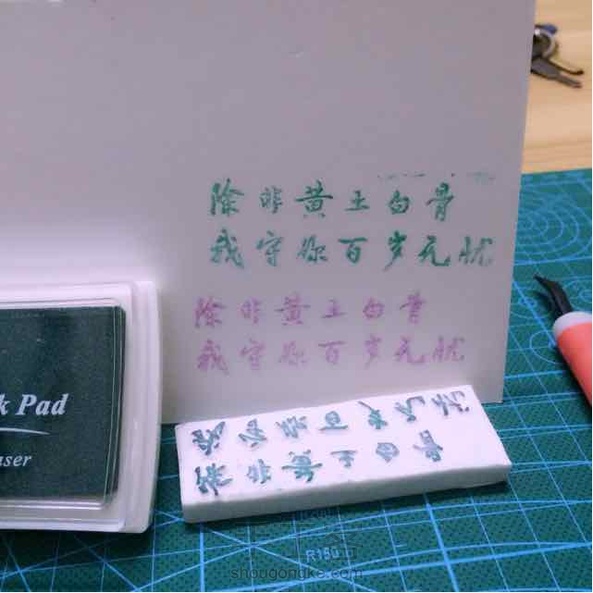 除非黄土白骨
我守你百岁无忧
除非黄土白骨
我守你百岁无忧
k Pad
aser
R150
shougongke.com